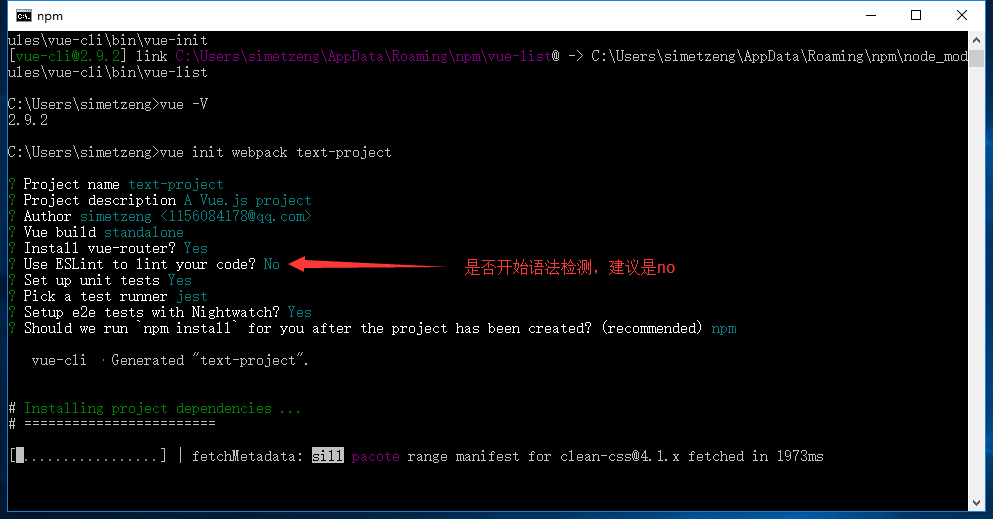 npm
ules\vue-cli\bin\vue-init
[vue-cli@2.9.2] link C:\Users\simetzeng\AppData\Roaming\npm\vue-list@ -> C:\Users\simetzeng\AppData\Roaming\npm\node_mod
ules\vue-cli\bin\vue-list
C:\Users\simetzeng>vue -V
2.9.2
C:\Users\simetzeng>vue init webpack text-project
? Project name text-project
? Project description A Vue.js project
? Author simetzeng <1156084178@qq.com>
? Vue build standalone
? Install vue-router? Yes
? Use ESLint to lint your code? No 是否开始语法检测，建议是no
? Set up unit tests Yes
? Pick a test runner jest
? Setup e2e tests with Nightwatch? Yes
? Should we run `npm install` for you after the project has been created? (recommended) npm
vue-cli · Generated "text-project".
# Installing project dependencies ...
# ========================
[ .................] | fetchMetadata: sill pacote range manifest for clean-css@4.1.x fetched in 1973ms